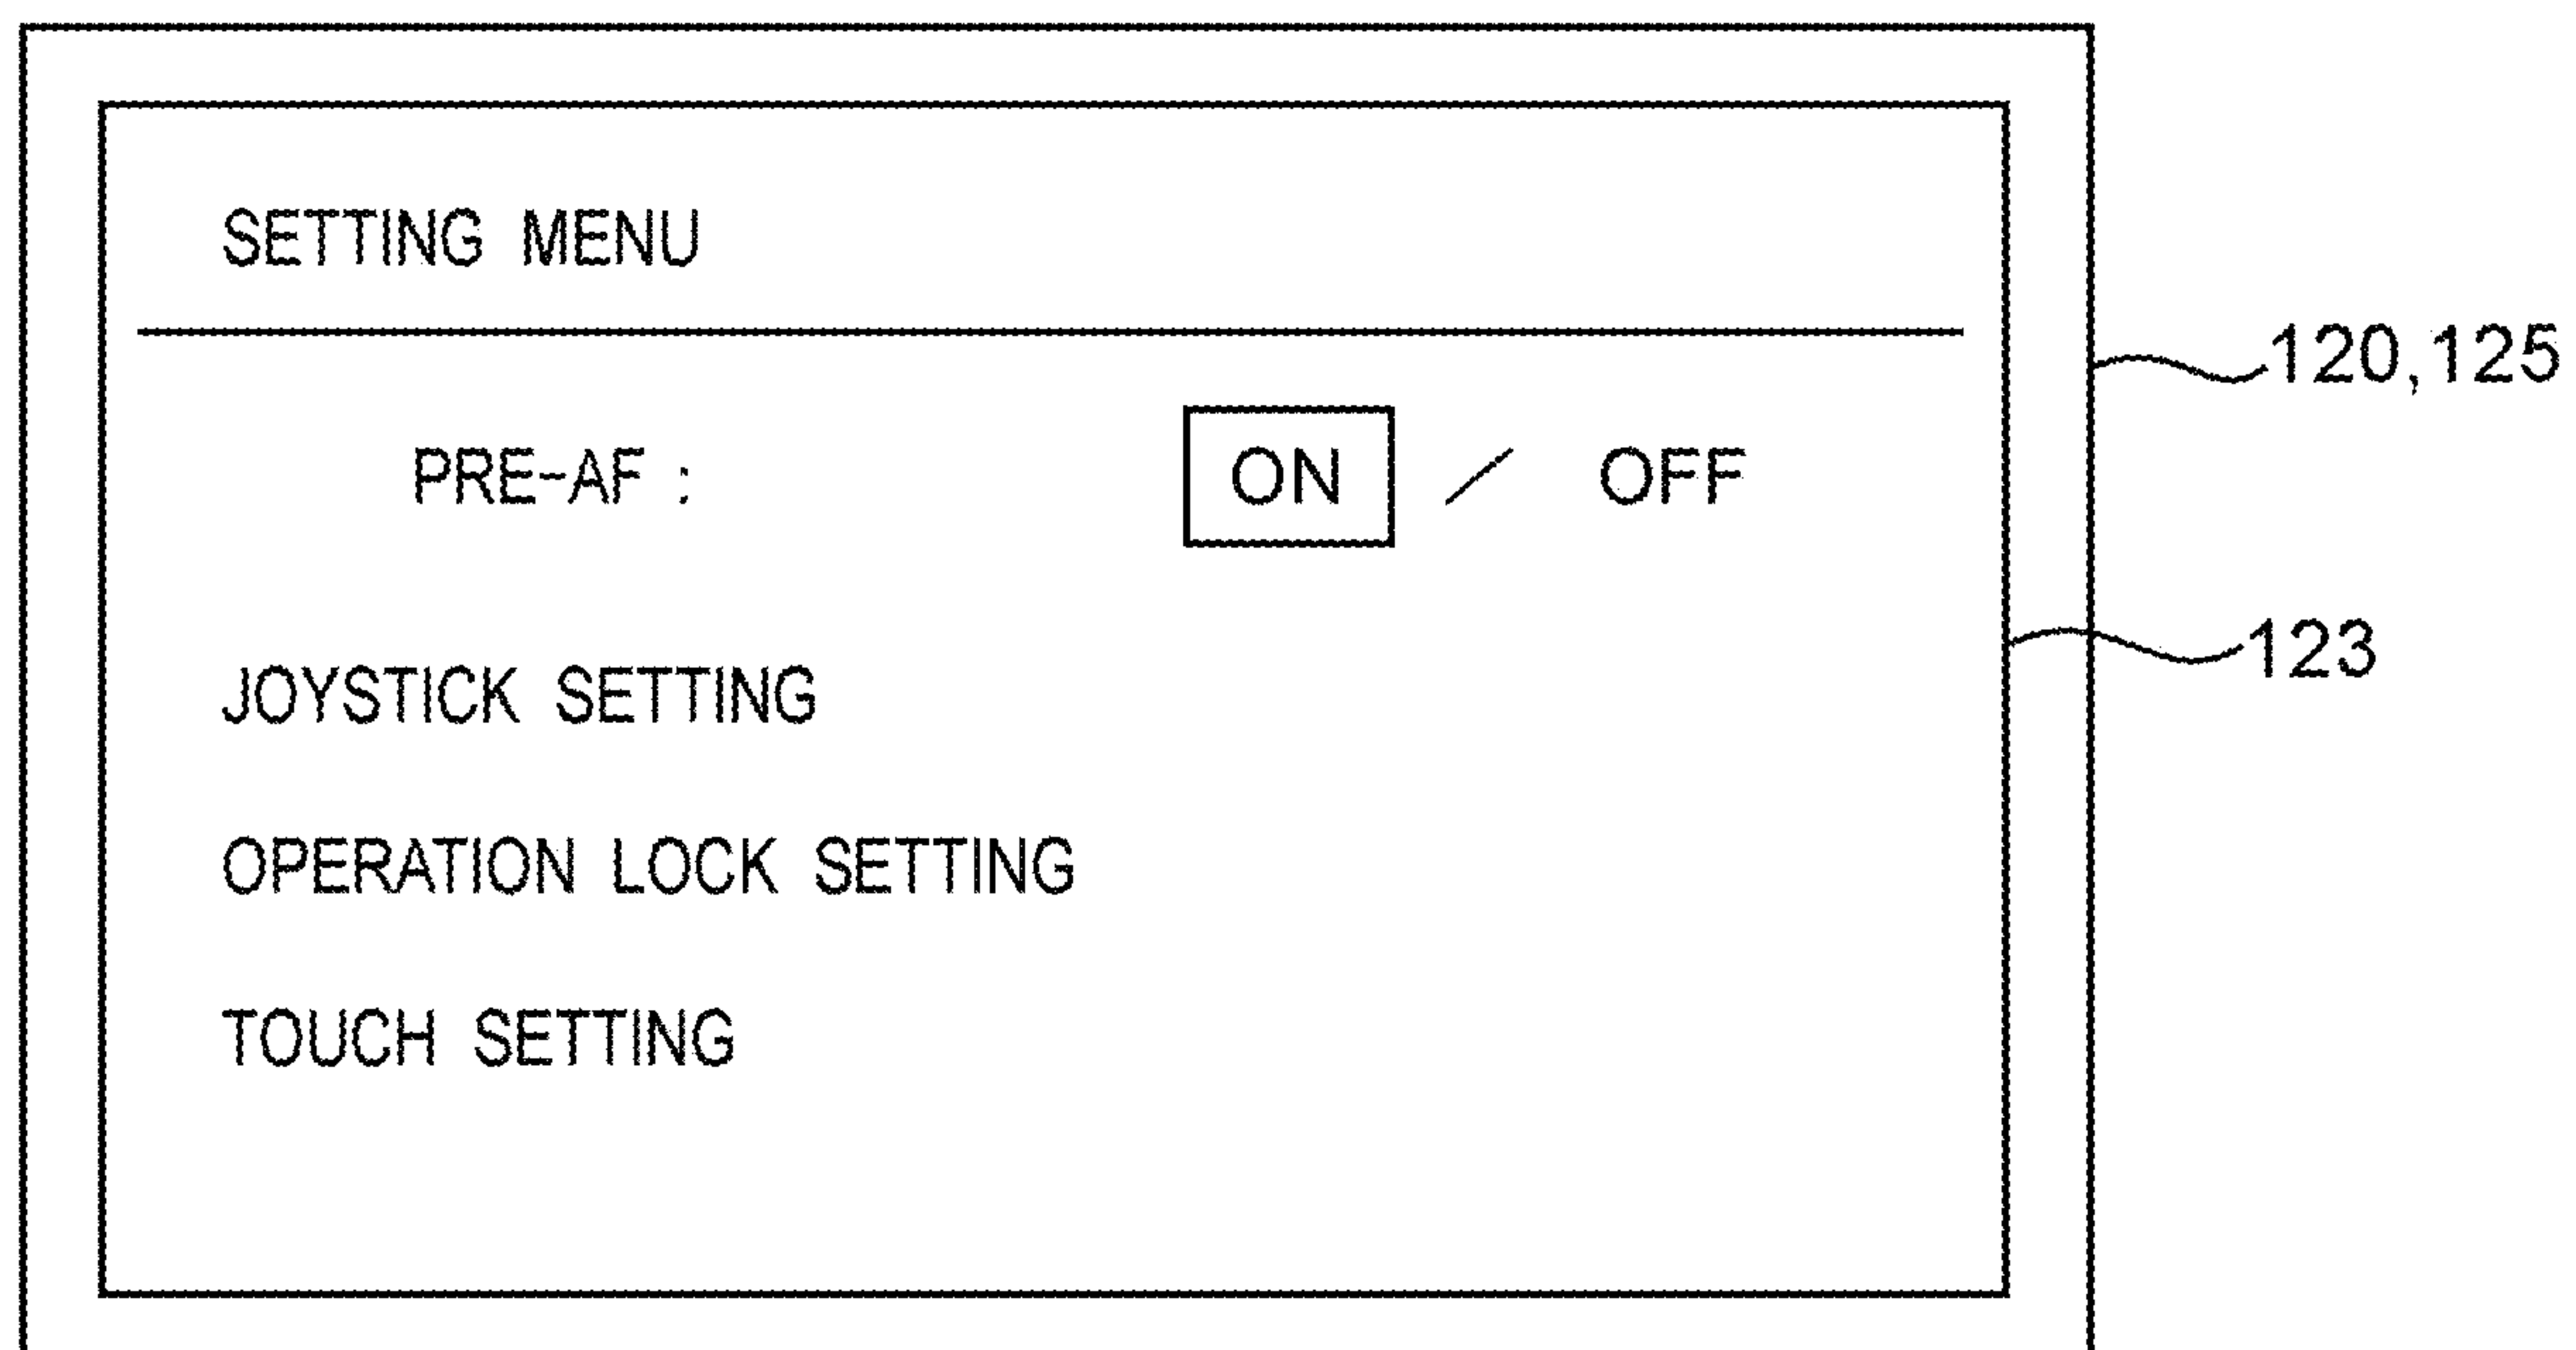 SETTING MENU
120,125
PRE-AF : ON / OFF
123
JOYSTICK SETTING
OPERATION LOCK SETTING
TOUCH SETTING